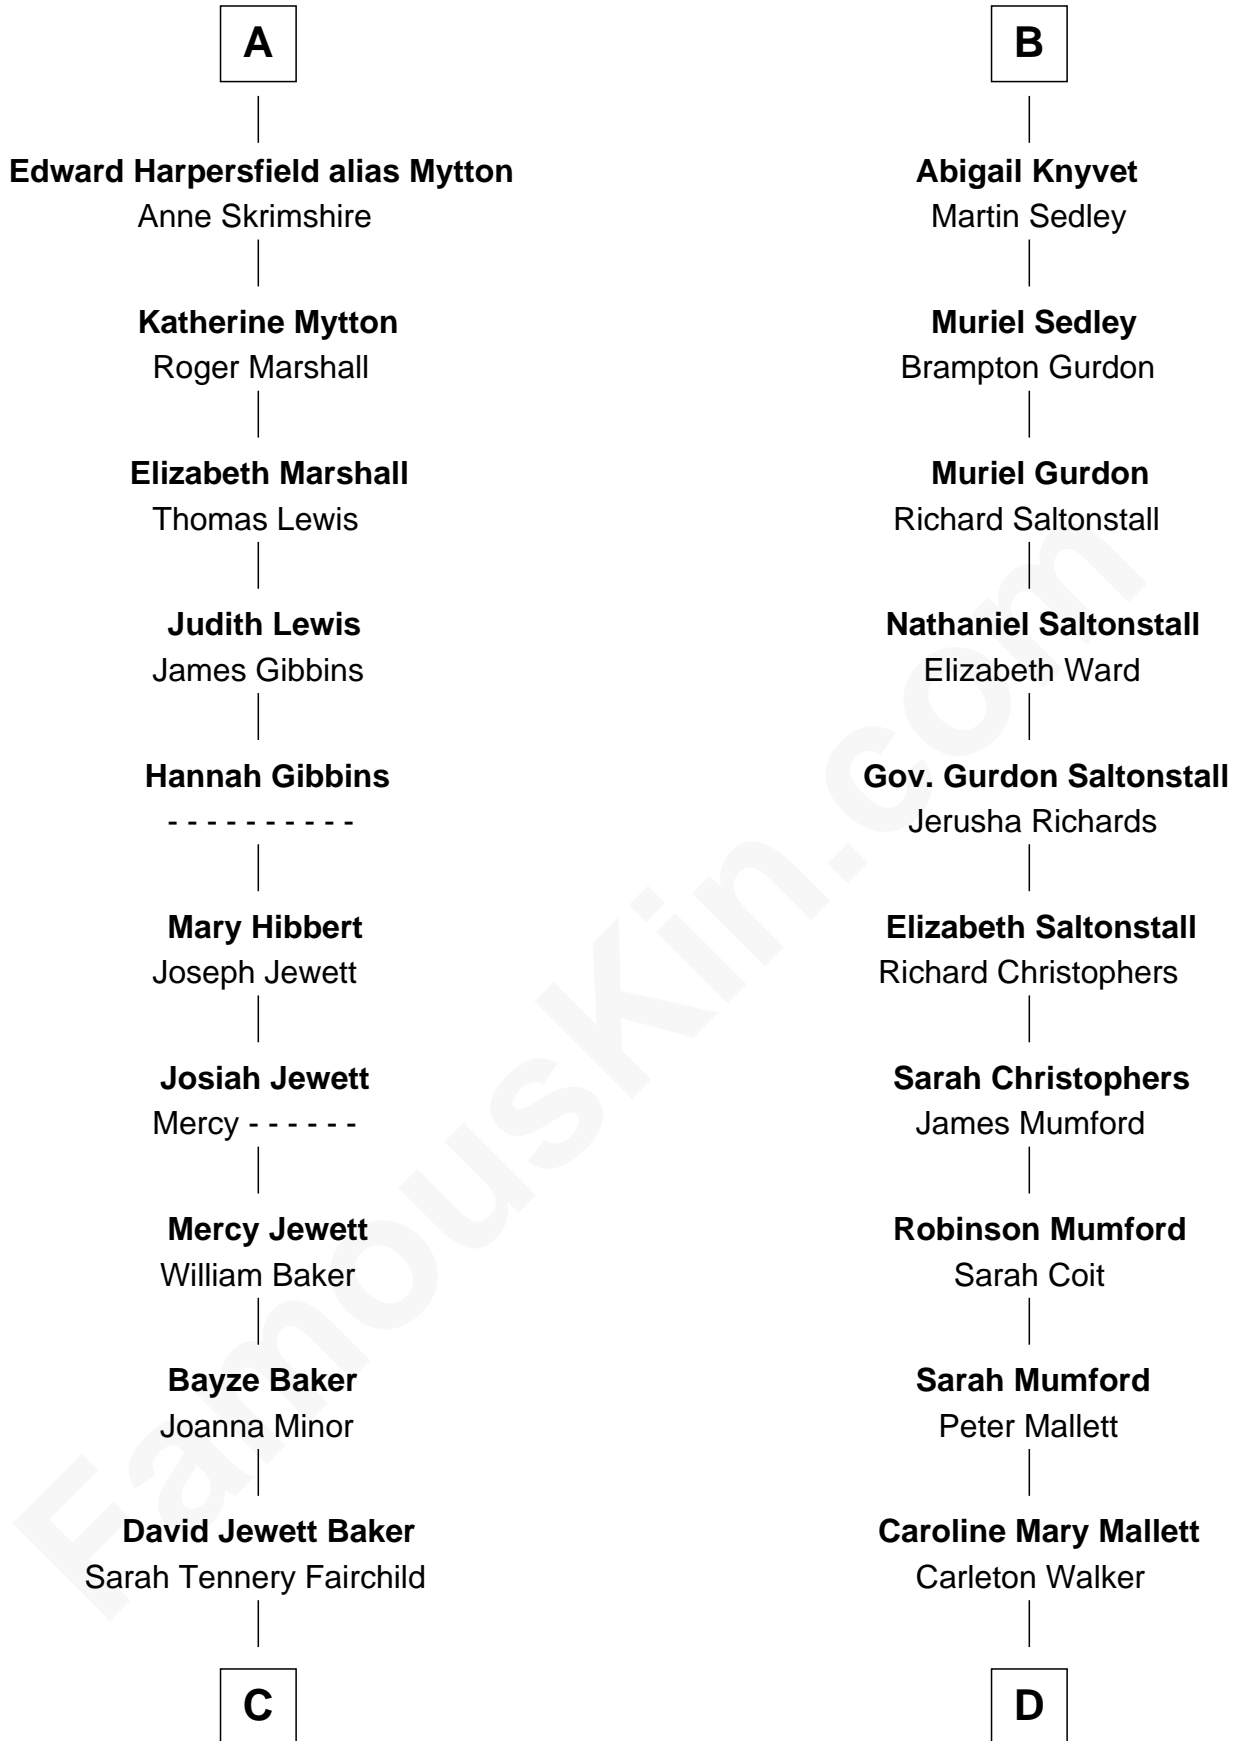 A
Edward Harpersfield alias Mytton
Anne Skrimshire
Katherine Mytton
Roger Marshall
Elizabeth Marshall
Thomas Lewis
Judith Lewis
James Gibbins
Hannah Gibbins
- - - - - - - - - -
Mary Hibbert
Joseph Jewett
Josiah Jewett
Mercy - - - - - -
Mercy Jewett
William Baker
Bayze Baker
Joanna Minor
David Jewett Baker
Sarah Tennery Fairchild
C
B
Abigail Knyvet
Martin Sedley
Muriel Sedley
Brampton Gurdon
Muriel Gurdon
Richard Saltonstall
Nathaniel Saltonstall
Elizabeth Ward
Gov. Gurdon Saltonstall
Jerusha Richards
Elizabeth Saltonstall
Richard Christophers
Sarah Christophers
James Mumford
Robinson Mumford
Sarah Coit
Sarah Mumford
Peter Mallett
Caroline Mary Mallett
Carleton Walker
D
FamousKin.com